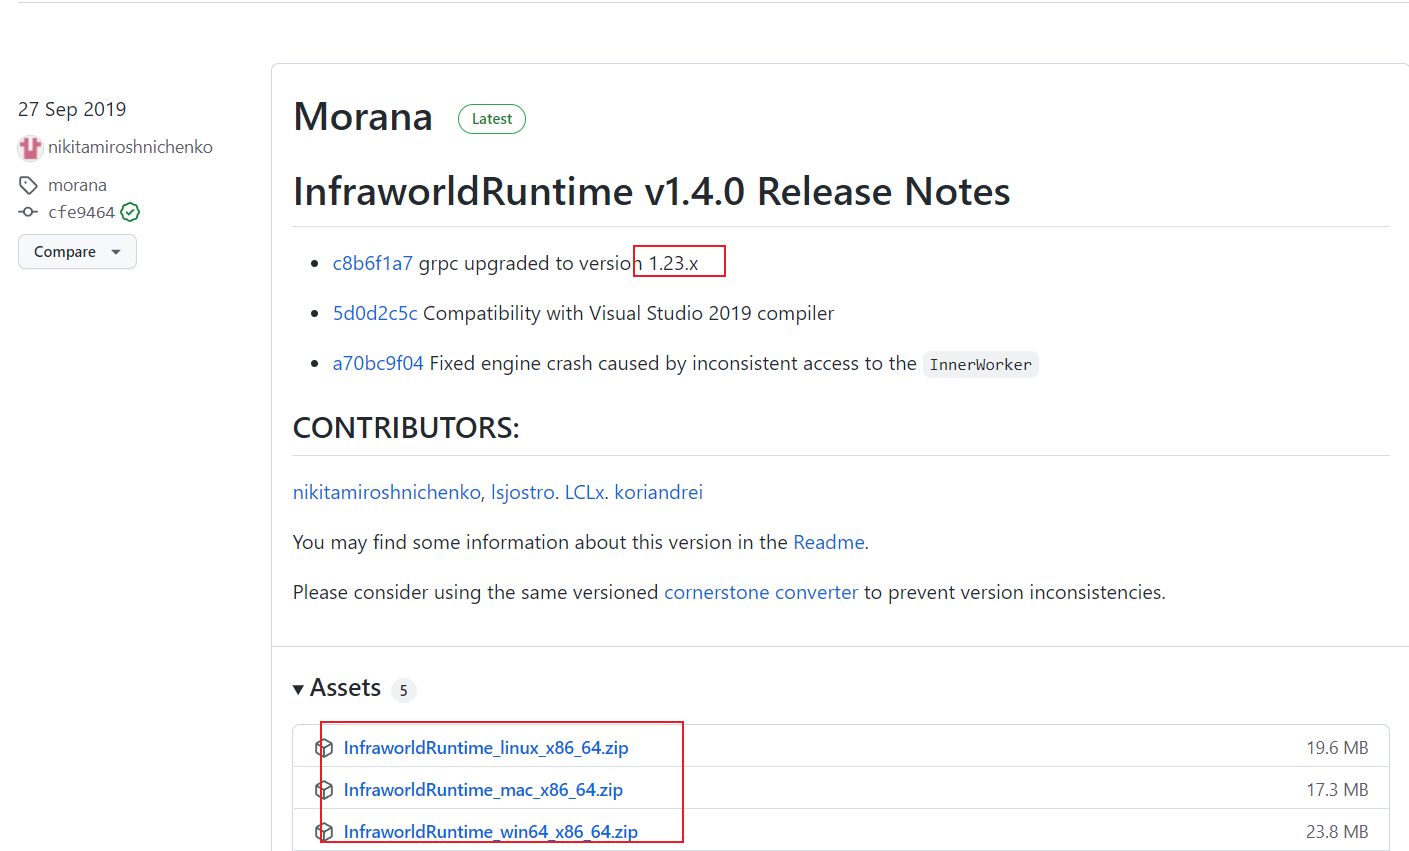 27 Sep 2019
nikitamiroshnichenko
morana
cfe9464
Compare
Morana Latest
InfraworldRuntime v1.4.0 Release Notes
c8b6f1a7 grpc upgraded to version 1.23.x
5d0d2c5c Compatibility with Visual Studio 2019 compiler
a70bc9f04 Fixed engine crash caused by inconsistent access to the InnerWorker
CONTRIBUTORS:
nikitamiroshnichenko, lsjostro. LCLx. koriandrei
You may find some information about this version in the Readme.
Please consider using the same versioned cornerstone converter to prevent version inconsistencies.
Assets 5
InfraworldRuntime_linux_x86_64.zip 19.6 MB
InfraworldRuntime_mac_x86_64.zip 17.3 MB
InfraworldRuntime_win64_x86_64.zip 23.8 MB